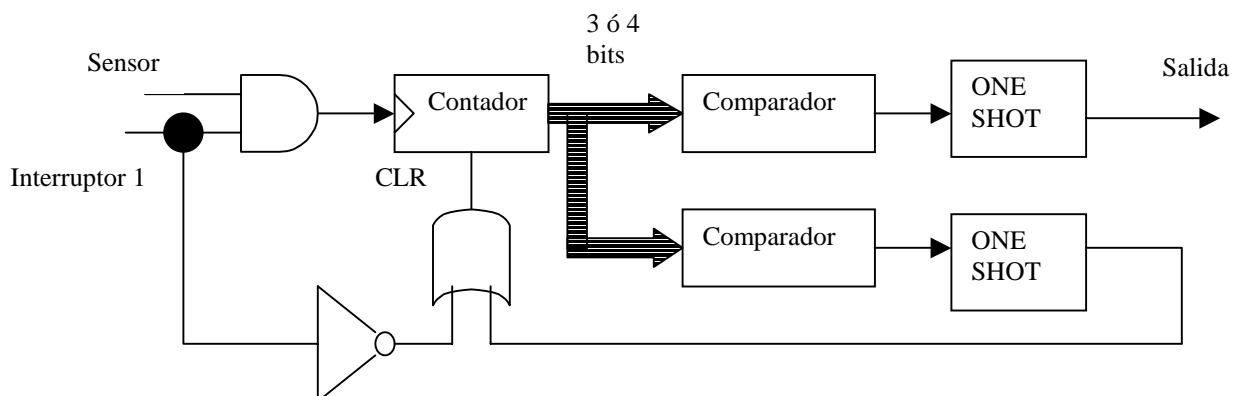 3 ó 4
bits
Sensor
Contador
Comparador
ONE
SHOT
Salida
Interruptor 1
CLR
Comparador
ONE
SHOT